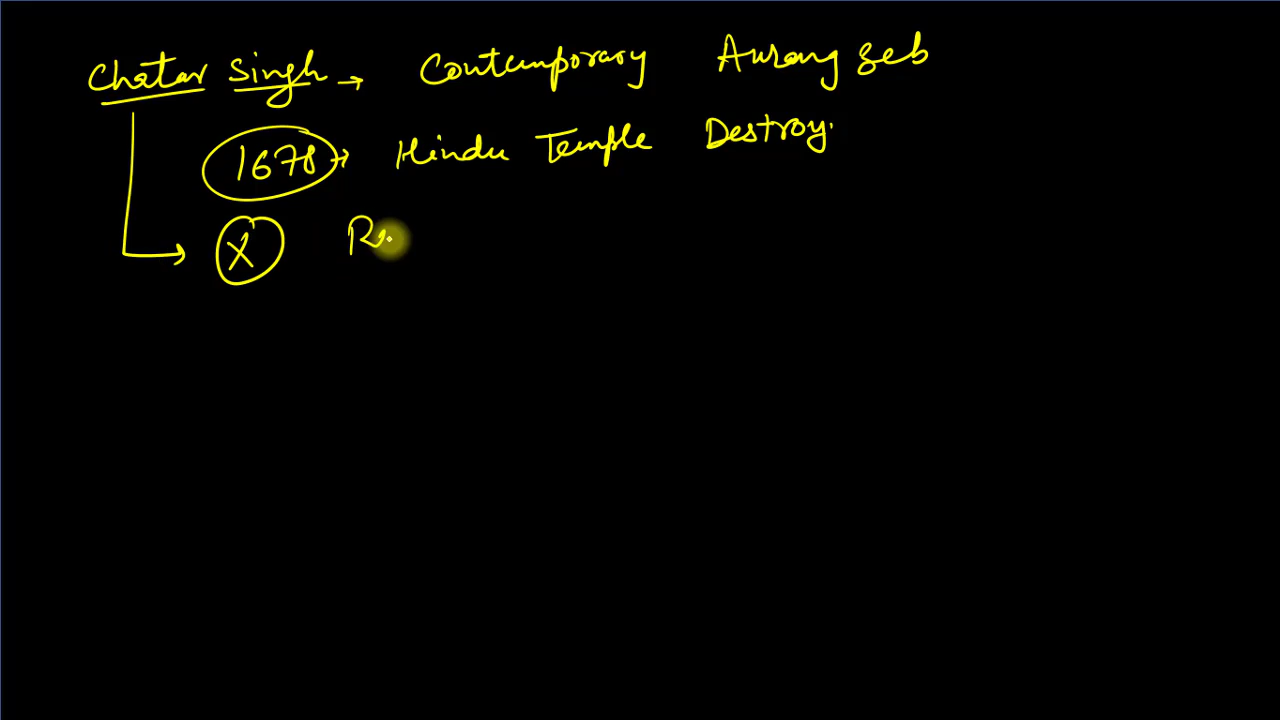 Chatar Singh → Contemporary Aurangzeb
1678 → Hindu Temple Destroy.
X R